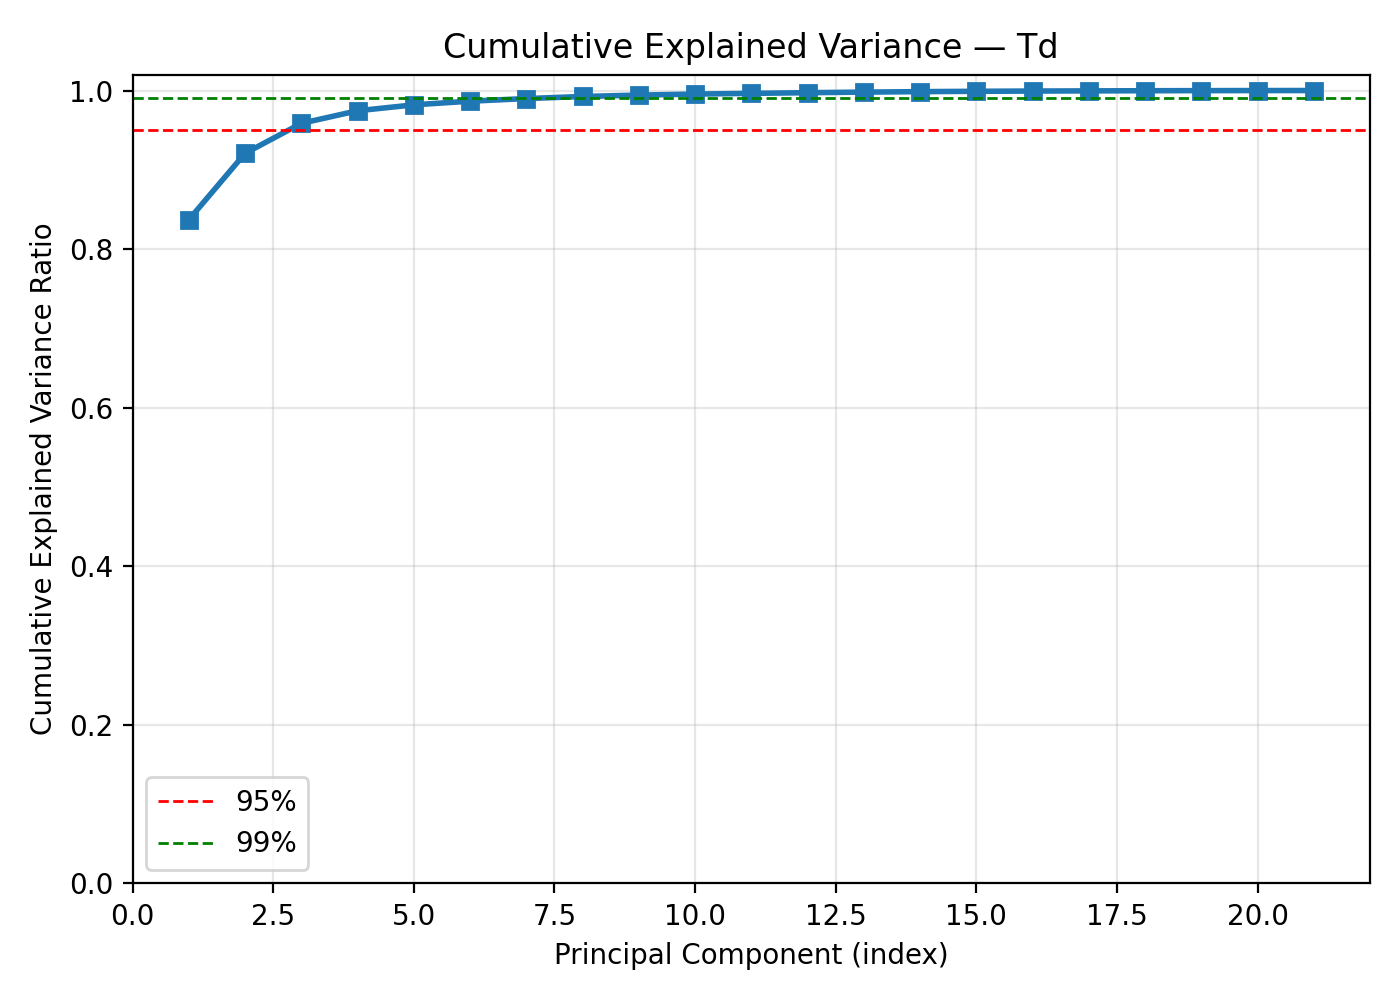 Cumulative Explained Variance — Td
Cumulative Explained Variance Ratio
1.0
0.8
0.6
0.4
0.2
0.0
95%
99%
0.0 2.5 5.0 7.5 10.0 12.5 15.0 17.5 20.0
Principal Component (index)